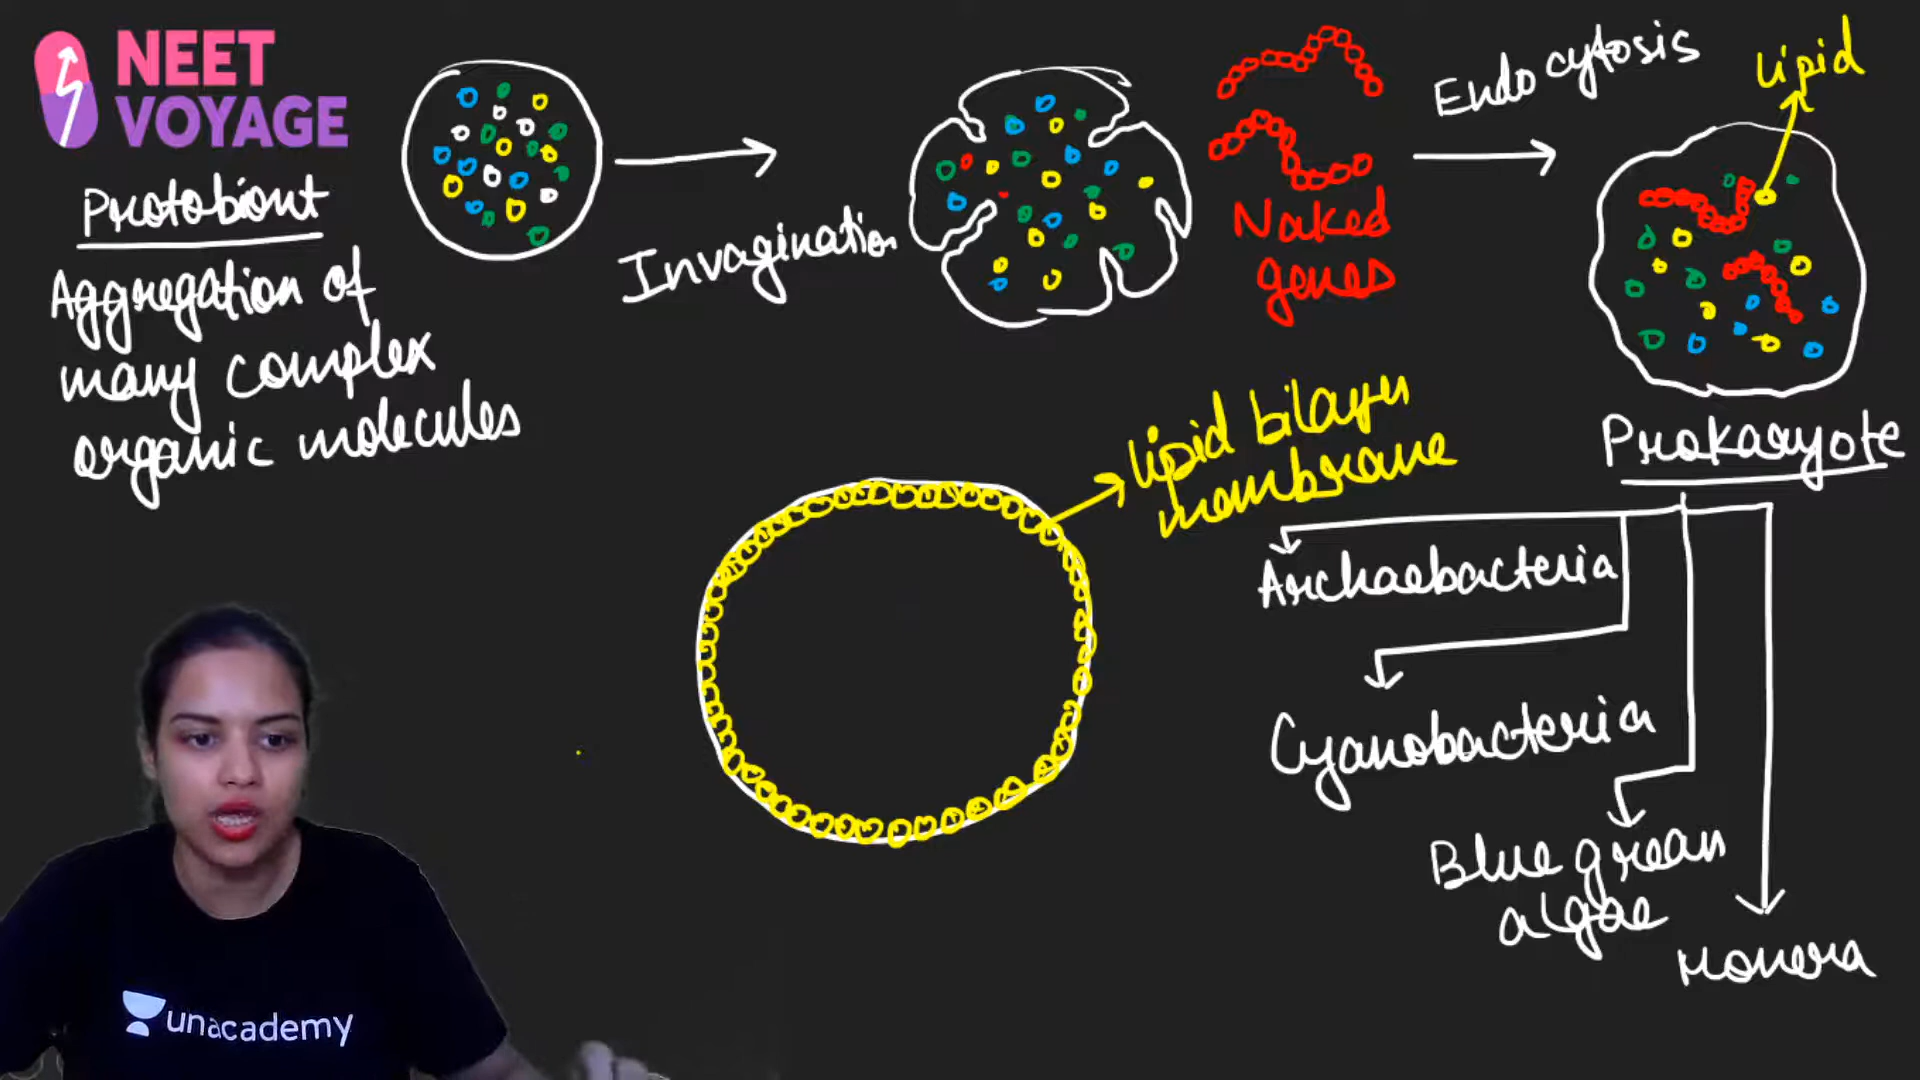 NEET
VOYAGE
Protobiont
Aggregation of
many complex
organic molecules
Invagination
Naked
genes
Endocytosis
Lipid
Prokaryote
Lipid bilayer
membrane
Archaebacteria
Cyanobacteria
Blue green
algae
Monera
unacademy